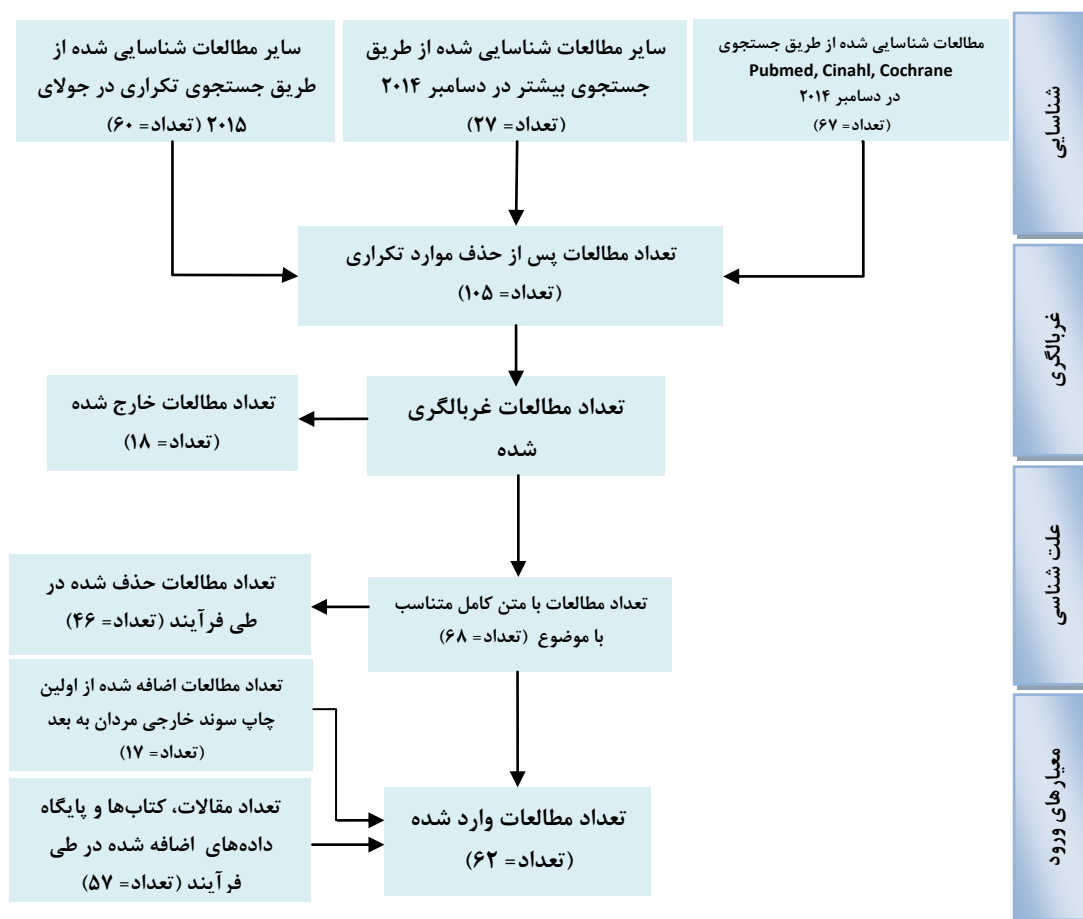 مطالعات شناسایی شده از طریق جستجوی
Pubmed, Cinahl, Cochrane
در دسامبر ۲۰۱۴
(تعداد= ۶۷)
سایر مطالعات شناسایی شده از طریق
جستجوی بیشتر در دسامبر ۲۰۱۴
(تعداد= ۲۷)
سایر مطالعات شناسایی شده از
طریق جستجوی تکراری در جولای
۲۰۱۵ (تعداد= ۶۰)
شناسایی
تعداد مطالعات پس از حذف موارد تکراری
(تعداد= ۱۰۵)
غربالگری
تعداد مطالعات غربالگری
شده
تعداد مطالعات خارج شده
(تعداد= ۱۸)
علت شناسی
تعداد مطالعات با متن کامل متناسب
با موضوع (تعداد= ۶۸)
تعداد مطالعات حذف شده در
طی فرآیند (تعداد= ۴۶)
تعداد مطالعات اضافه شده از اولین
چاپ سوند خارجی مردان به بعد
(تعداد= ۱۷)
معیارهای ورود
تعداد مطالعات وارد شده
(تعداد= ۶۲)
تعداد مقالات، کتاب‌ها و پایگاه
داده‌های اضافه شده در طی
فرآیند (تعداد= ۵۷)